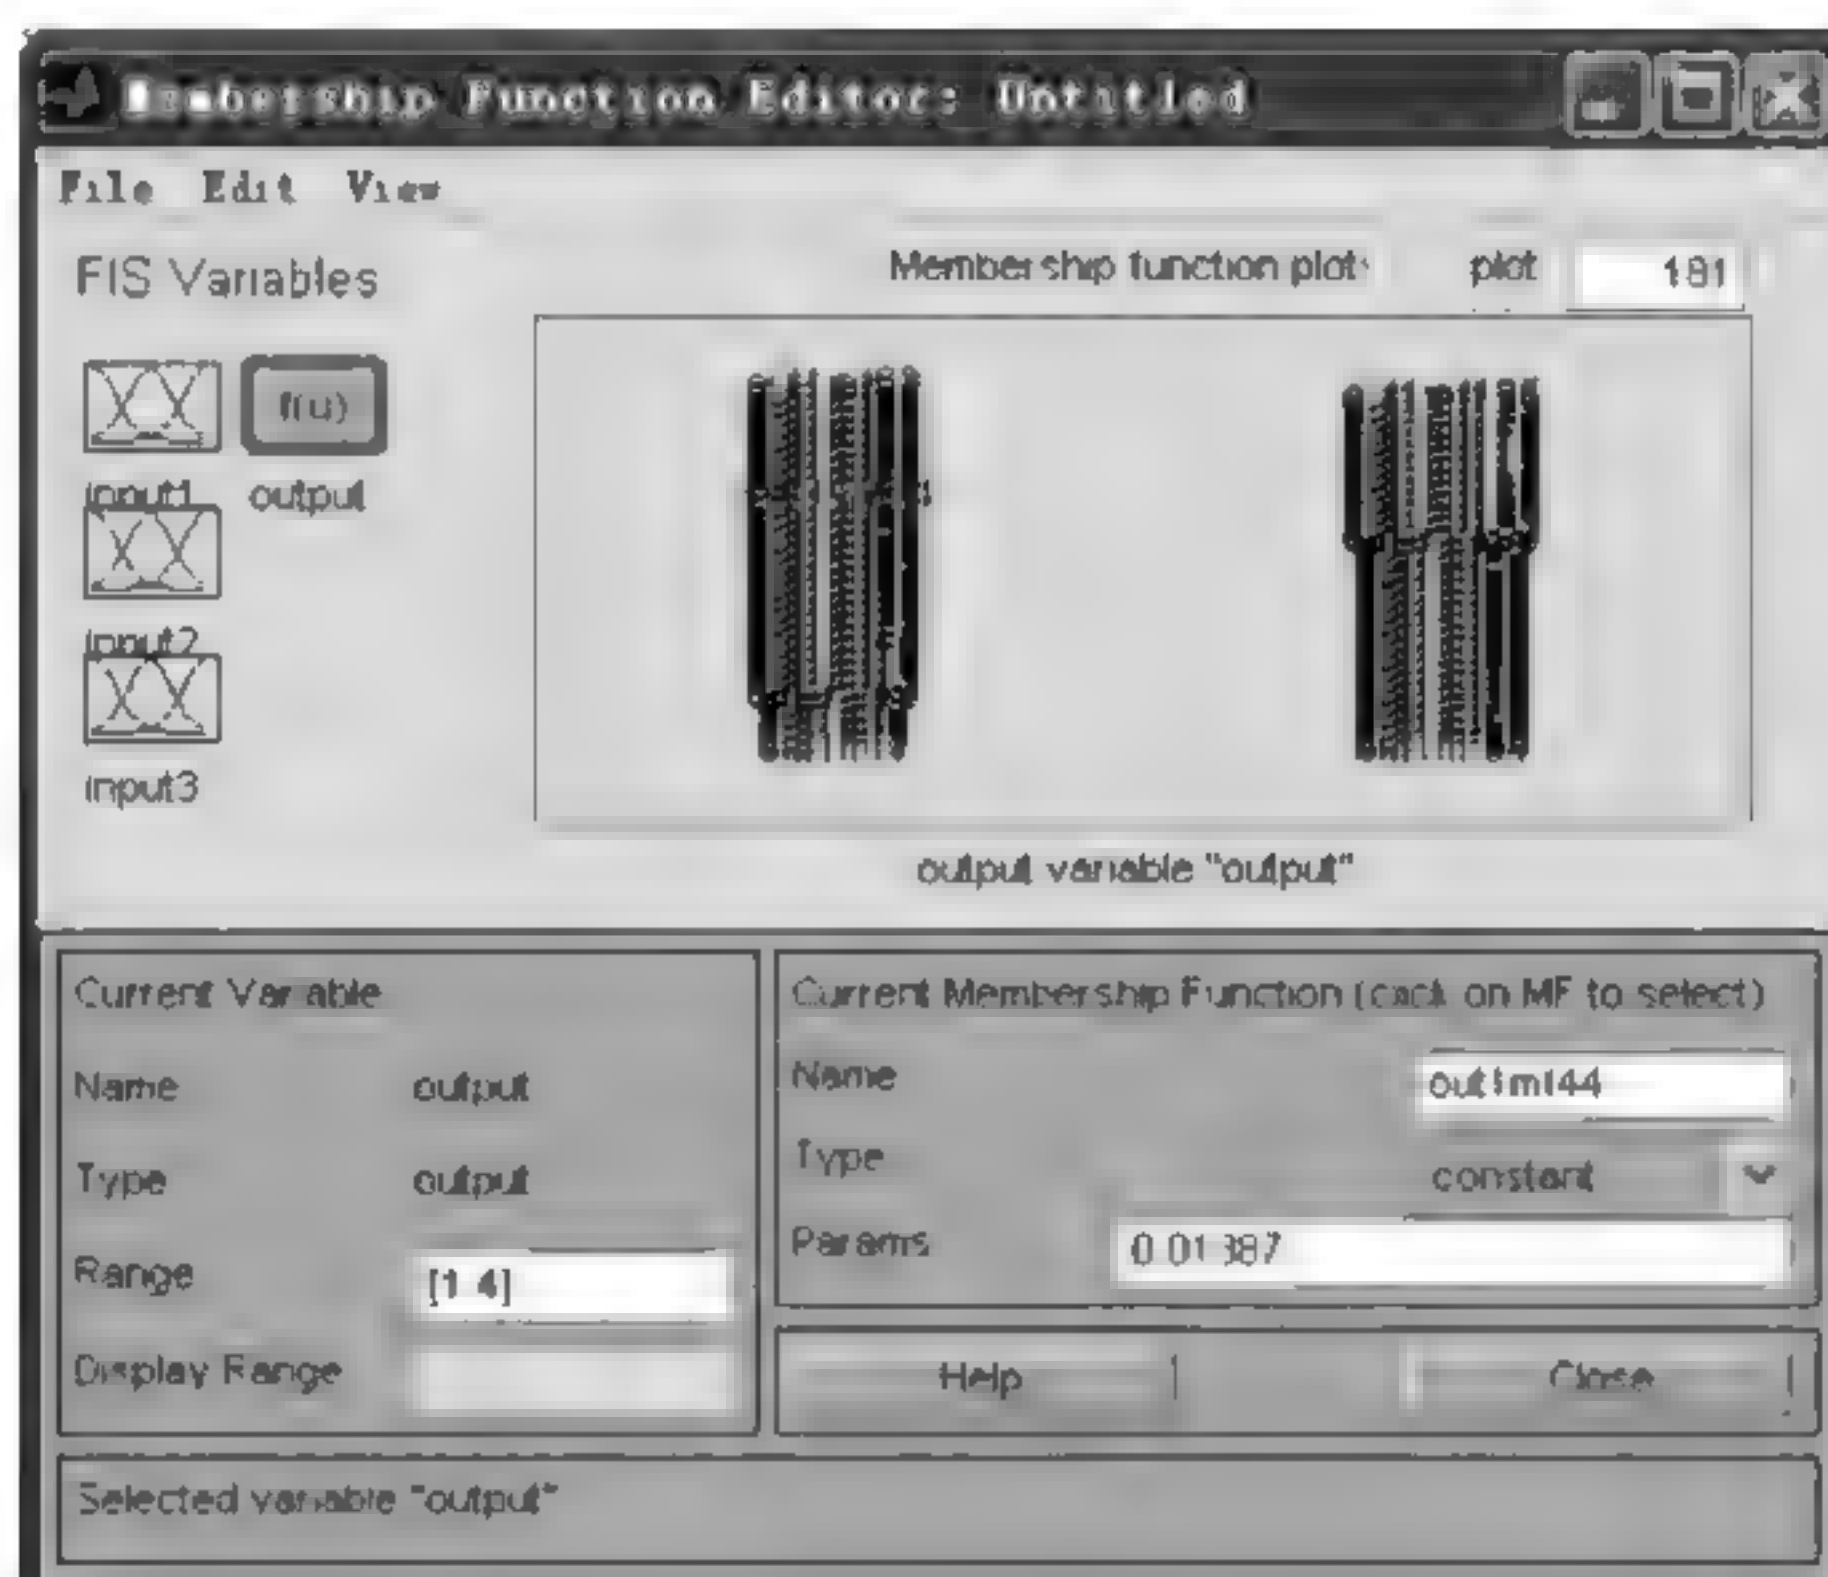 Membership Function Editor: Untitled
File Edit View
FIS Variables
Membership function plots plot 181
f(u)
input1 output
input2
input3
output variable "output"
Current Variable
Name output
Type output
Range [1 4]
Display Range
Current Membership Function (click on MF to select)
Name out1mf44
Type constant
Params 0.01387
Help Close
Selected variable "output"